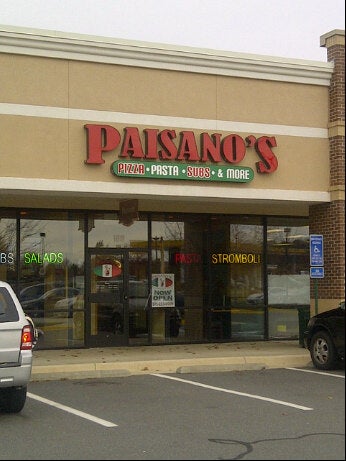 PAISANO'S
PIZZA • PASTA • SUBS • & MORE
BS SALADS PASTA STROMBOLI
NOW
OPEN